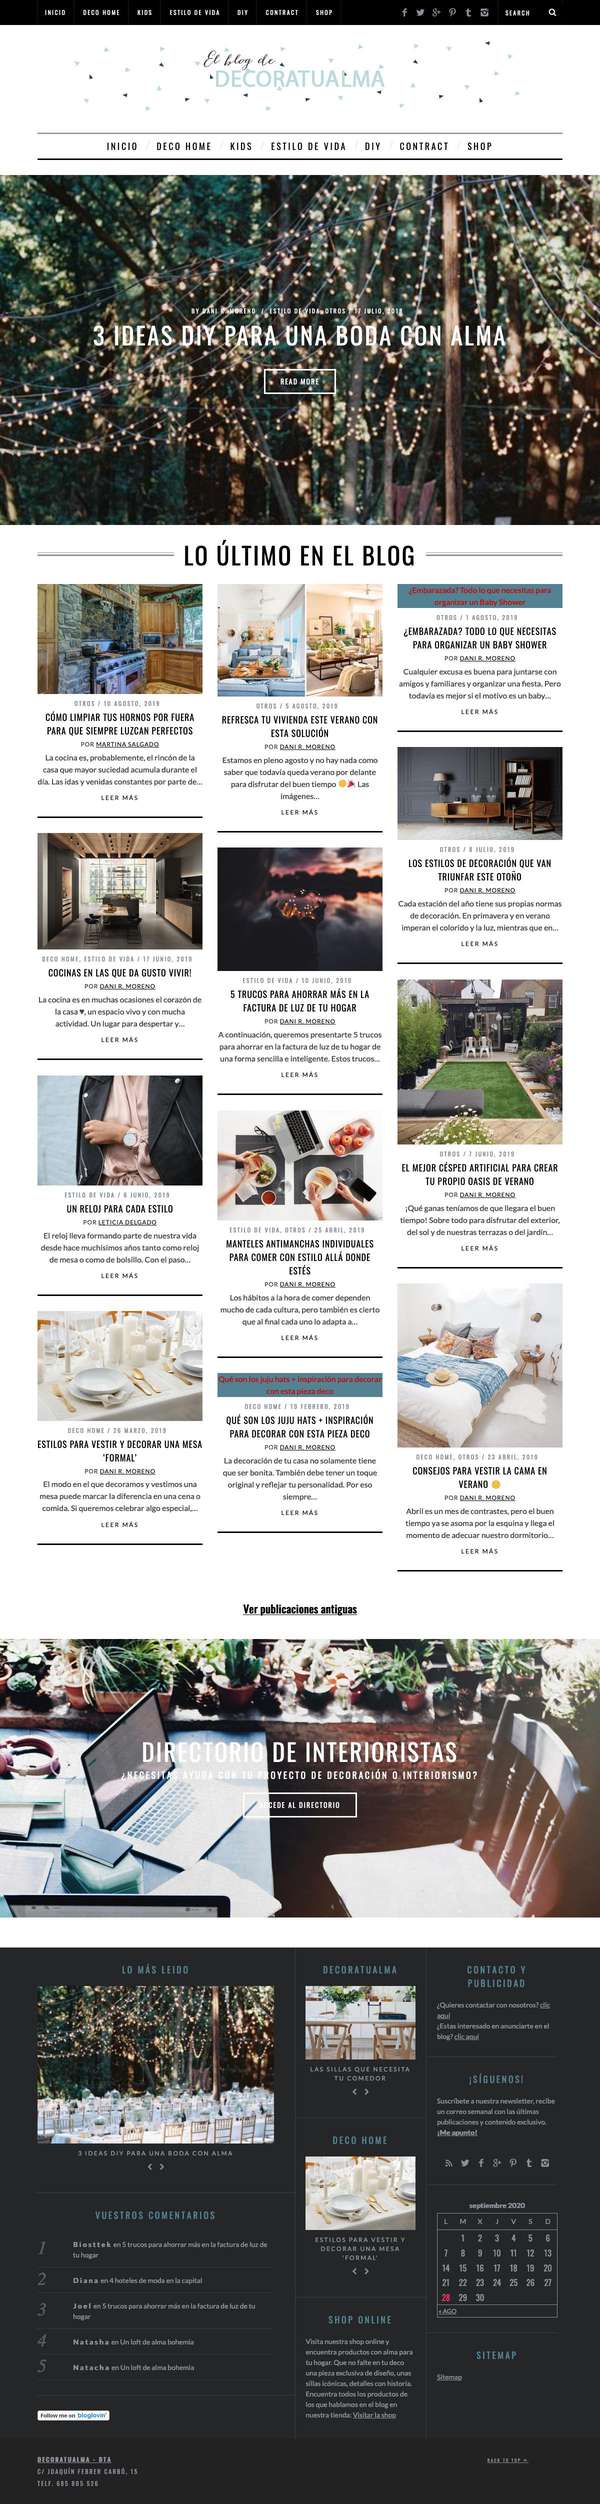 INICIO DECO HOME KIDS ESTILO DE VIDA DIY CONTRACT SHOP SEARCH
El blog de
DECORATUALMA
INICIO / DECO HOME / KIDS / ESTILO DE VIDA / DIY / CONTRACT / SHOP
BY DANI R. MORENO / ESTILO DE VIDA, OTROS / 17 JULIO, 2019
3 IDEAS DIY PARA UNA BODA CON ALMA
READ MORE
LO ÚLTIMO EN EL BLOG
OTROS / 10 AGOSTO, 2019
CÓMO LIMPIAR TUS HORNOS POR FUERA
PARA QUE SIEMPRE LUZCAN PERFECTOS
POR MARTINA SALGADO
La cocina es, probablemente, el rincón de la
casa que mayor suciedad acumula durante el
día. Las idas y venidas constantes por parte de...
LEER MÁS
DECO HOME, ESTILO DE VIDA / 17 JUNIO, 2019
COCINAS EN LAS QUE DA GUSTO VIVIR!
POR DANI R. MORENO
La cocina es en muchas ocasiones el corazón de
la casa ♥, un espacio vivo y con mucha
actividad. Un lugar para despertar y...
LEER MÁS
ESTILO DE VIDA / 6 JUNIO, 2019
UN RELOJ PARA CADA ESTILO
POR LETICIA DELGADO
El reloj lleva formando parte de nuestra vida
desde hace muchísimos años tanto como reloj
de mesa o como de bolsillo. Con el paso...
LEER MÁS
DECO HOME / 26 MARZO, 2019
ESTILOS PARA VESTIR Y DECORAR UNA MESA
'FORMAL'
POR DANI R. MORENO
El modo en el que decoramos y vestimos una
mesa puede marcar la diferencia en una cena o
comida. Si queremos celebrar algo especial,...
LEER MÁS
OTROS / 5 AGOSTO, 2019
REFRESCA TU VIVIENDA ESTE VERANO CON
ESTA SOLUCIÓN
POR DANI R. MORENO
Estamos en pleno agosto y no hay nada como
saber que todavía queda verano por delante
para disfrutar del buen tiempo 🌞🎉 Las
imágenes...
LEER MÁS
ESTILO DE VIDA / 10 JUNIO, 2019
5 TRUCOS PARA AHORRAR MÁS EN LA
FACTURA DE LUZ DE TU HOGAR
POR DANI R. MORENO
A continuación, queremos presentarte 5 trucos
para ahorrar en la factura de luz de tu hogar de
una forma sencilla e inteligente. Estos trucos...
LEER MÁS
ESTILO DE VIDA, OTROS / 25 ABRIL, 2019
MANTELES ANTIMANCHAS INDIVIDUALES
PARA COMER CON ESTILO ALLÁ DONDE
ESTÉS
POR DANI R. MORENO
Los hábitos a la hora de comer dependen
mucho de cada cultura, pero también es cierto
que al final cada uno lo adapta a...
LEER MÁS
Qué son los juju hats + inspiración para decorar
con esta pieza deco
DECO HOME / 19 FEBRERO, 2019
QUÉ SON LOS JUJU HATS + INSPIRACIÓN
PARA DECORAR CON ESTA PIEZA DECO
POR DANI R. MORENO
La decoración de tu casa no solamente tiene
que ser bonita. También debe tener un toque
original y reflejar tu personalidad. Por eso
siempre...
LEER MÁS
¿Embarazada? Todo lo que necesitas para
organizar un Baby Shower
OTROS / 1 AGOSTO, 2019
¿EMBARAZADA? TODO LO QUE NECESITAS
PARA ORGANIZAR UN BABY SHOWER
POR DANI R. MORENO
Cualquier excusa es buena para juntarse con
amigos y familiares y organizar una fiesta. Pero
todavía es mejor si el motivo es un baby...
LEER MÁS
OTROS / 8 JULIO, 2019
LOS ESTILOS DE DECORACIÓN QUE VAN
TRIUNFAR ESTE OTOÑO
POR DANI R. MORENO
Cada estación del año tiene sus propias normas
de decoración. En primavera y en verano
imperan el colorido y la luz, mientras que en...
LEER MÁS
OTROS / 7 JUNIO, 2019
EL MEJOR CÉSPED ARTIFICIAL PARA CREAR
TU PROPIO OASIS DE VERANO
POR DANI R. MORENO
¡Qué ganas teníamos de que llegara el buen
tiempo! Sobre todo para disfrutar del exterior,
del sol y de nuestras terrazas o del jardín...
LEER MÁS
DECO HOME, OTROS / 23 ABRIL, 2019
CONSEJOS PARA VESTIR LA CAMA EN
VERANO 🌞
POR DANI R. MORENO
Abril es un mes de contrastes, pero el buen
tiempo ya se asoma por la esquina y llega el
momento de adecuar nuestro dormitorio...
LEER MÁS
Ver publicaciones antiguas
DIRECTORIO DE INTERIORISTAS
¿NECESITAS AYUDA CON TU PROYECTO DE DECORACIÓN O INTERIORISMO?
ACCEDE AL DIRECTORIO
LO MÁS LEIDO
3 IDEAS DIY PARA UNA BODA CON ALMA
VUESTROS COMENTARIOS
1 Biosttek en 5 trucos para ahorrar más en la factura de luz de
tu hogar
2 Diana en 4 hoteles de moda en la capital
3 Joel en 5 trucos para ahorrar más en la factura de luz de tu
hogar
4 Natasha en Un loft de alma bohemia
5 Natacha en Un loft de alma bohemia
Follow me on bloglovin'
DECORATUALMA
LAS SILLAS QUE NECESITA
TU COMEDOR
DECO HOME
ESTILOS PARA VESTIR Y
DECORAR UNA MESA
'FORMAL'
SHOP ONLINE
Visita nuestra shop online y
encuentra productos con alma para
tu hogar. Que no falte en tu deco
una pieza exclusiva de diseño, unas
sillas icónicas, detalles con historia.
Encuentra todos los productos de
los que hablamos en el blog en
nuestra tienda: Visitar la shop
CONTACTO Y
PUBLICIDAD
¿Quieres contactar con nosotros? clic
aquí
¿Estas interesado en anunciarte en el
blog? clic aquí
¡SÍGUENOS!
Suscríbete a nuestra newsletter, recibe
un correo semanal con las últimas
publicaciones y contenido exclusivo.
¡Me apunto!
septiembre 2020
L M X J V S D
1 2 3 4 5 6
7 8 9 10 11 12 13
14 15 16 17 18 19 20
21 22 23 24 25 26 27
28 29 30
« AGO
SITEMAP
Sitemap
DECORATUALMA - DTA
C/ JOAQUÍN FEBRER CARBÓ, 15
TELF. 685 805 526
BACK TO TOP